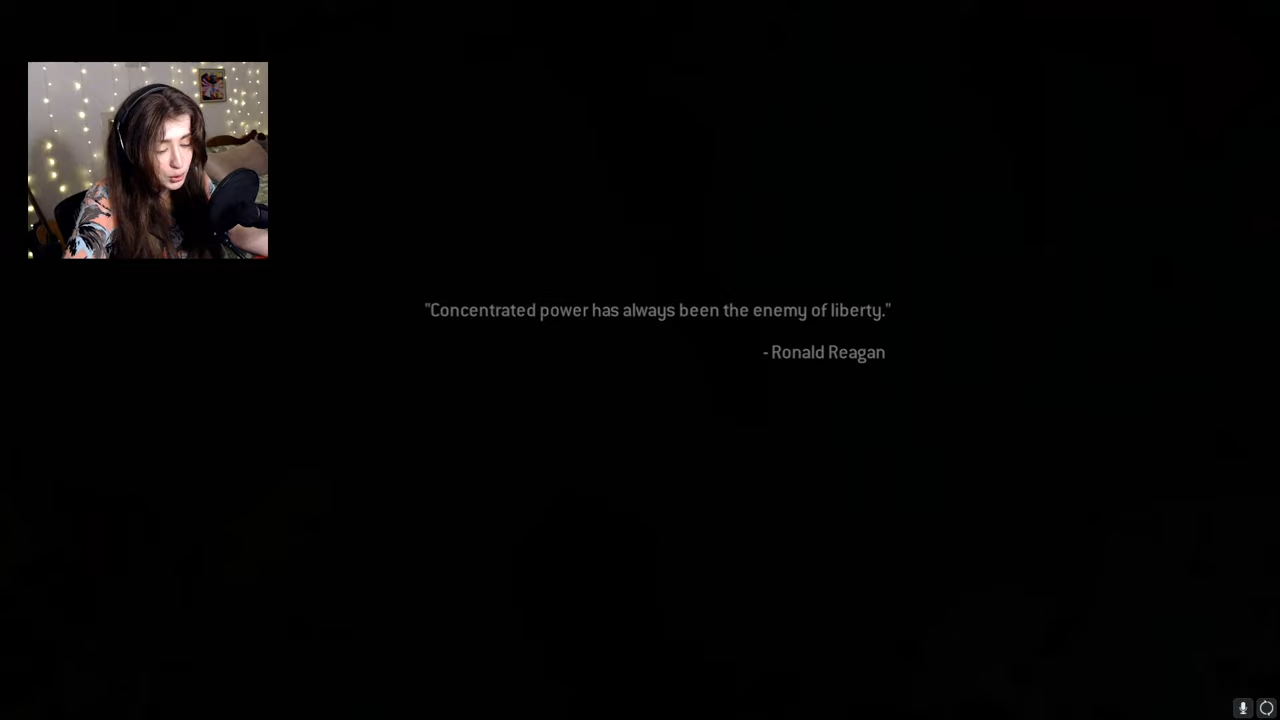 "Concentrated power has always been the enemy of liberty."
- Ronald Reagan